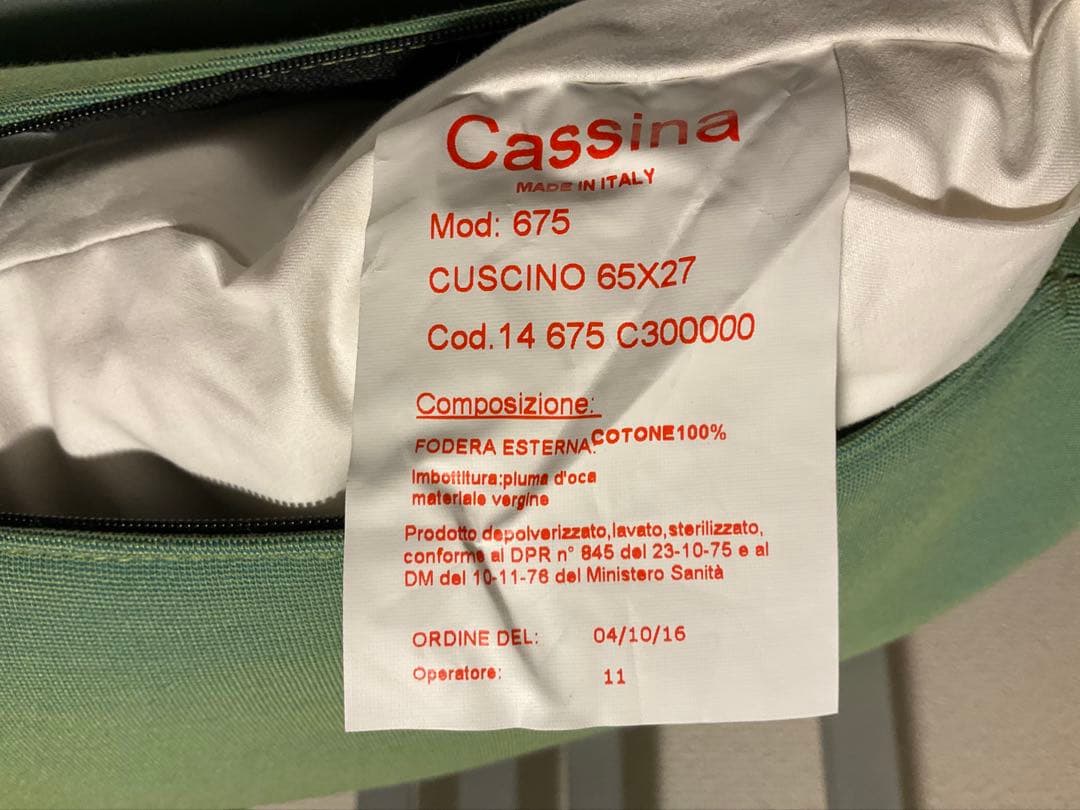 Cassina
MADE IN ITALY
Mod: 675
CUSCINO 65X27
Cod.14 675 C300000
Composizione:
FODERA ESTERNA:COTONE100%
Imbottitura:piuma d'oca
materiale vergine
Prodotto depolverizzato,lavato,sterilizzato,
conforme al DPR n° 845 del 23-10-75 e al
DM del 10-11-76 del Ministero Sanità
ORDINE DEL: 04/10/16
Operatore: 11